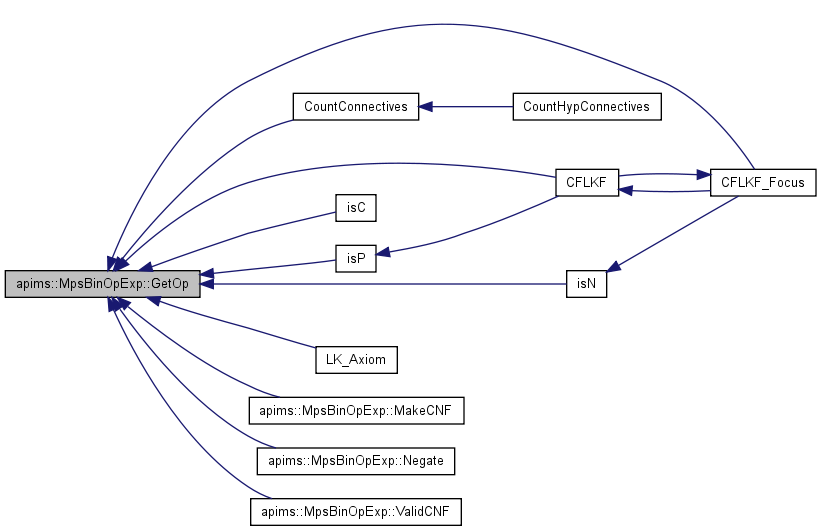 CountConnectives
CountHypConnectives
CFLKF
CFLKF_Focus
isC
isP
apims::MpsBinOpExp::GetOp
isN
LK_Axiom
apims::MpsBinOpExp::MakeCNF
apims::MpsBinOpExp::Negate
apims::MpsBinOpExp::ValidCNF